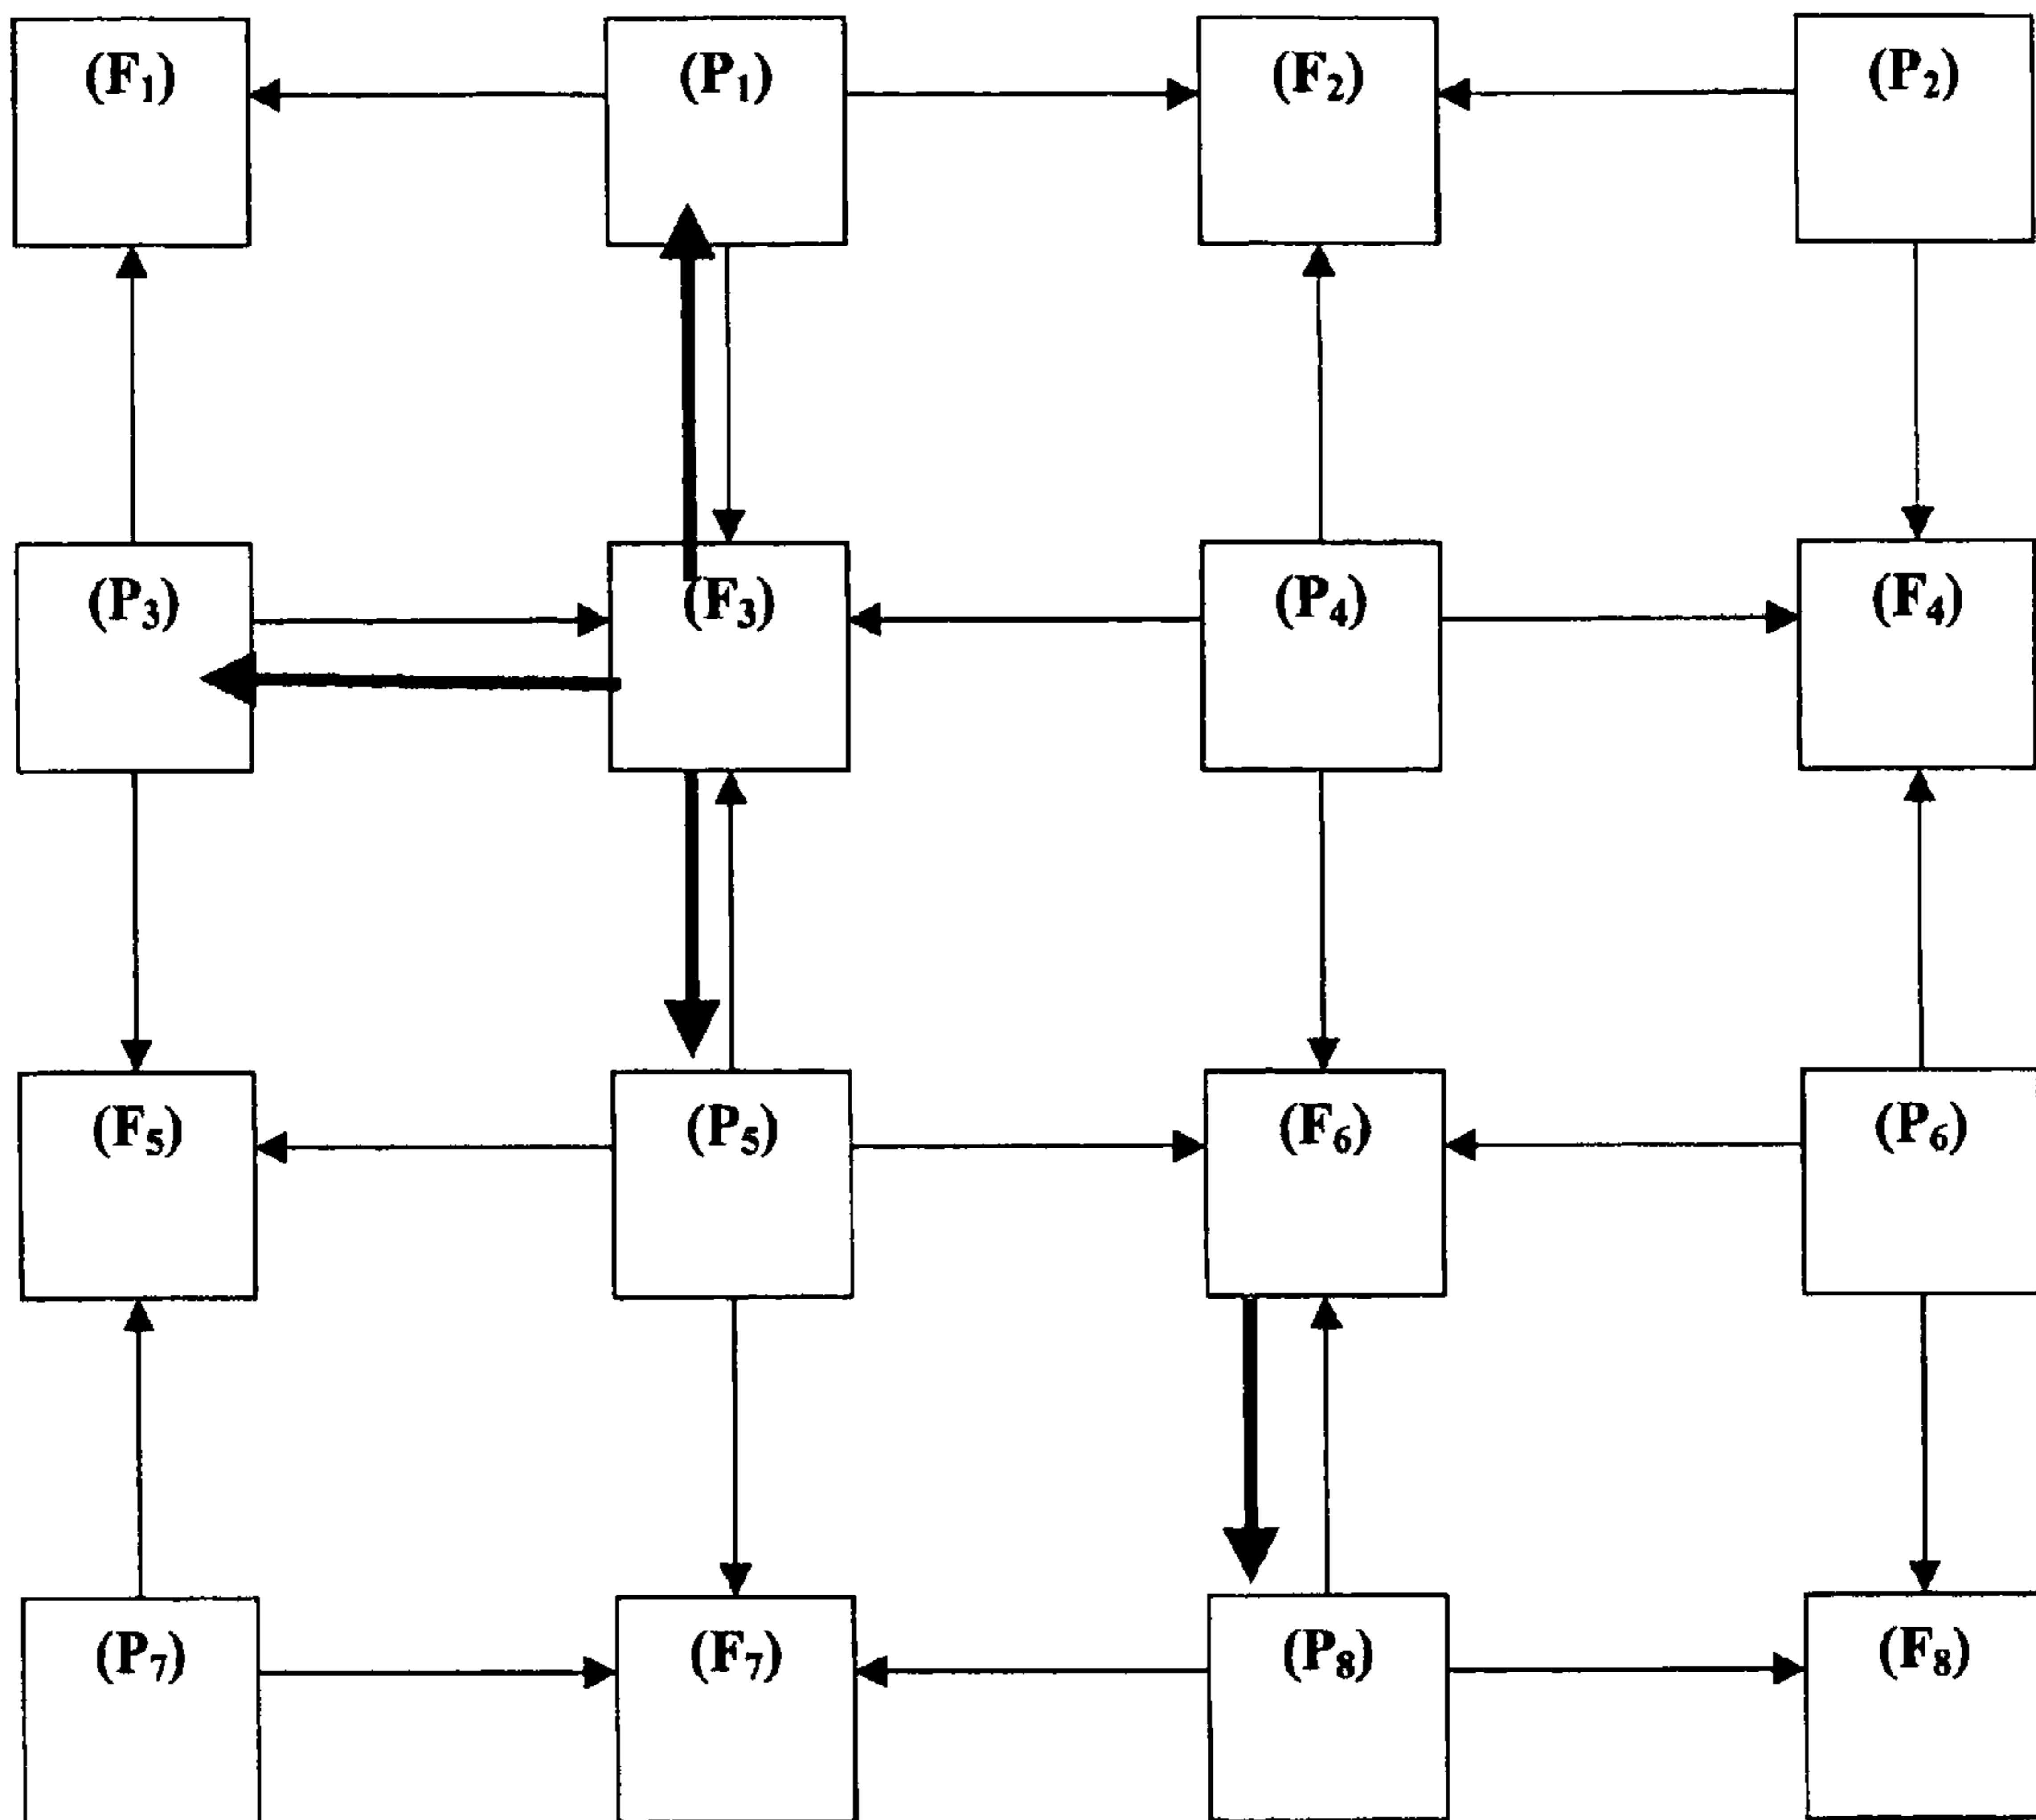 (F₁) (P₁) (F₂) (P₂)
(P₃) (F₃) (P₄) (F₄)
(F₅) (P₅) (F₆) (P₆)
(P₇) (F₇) (P₈) (F₈)